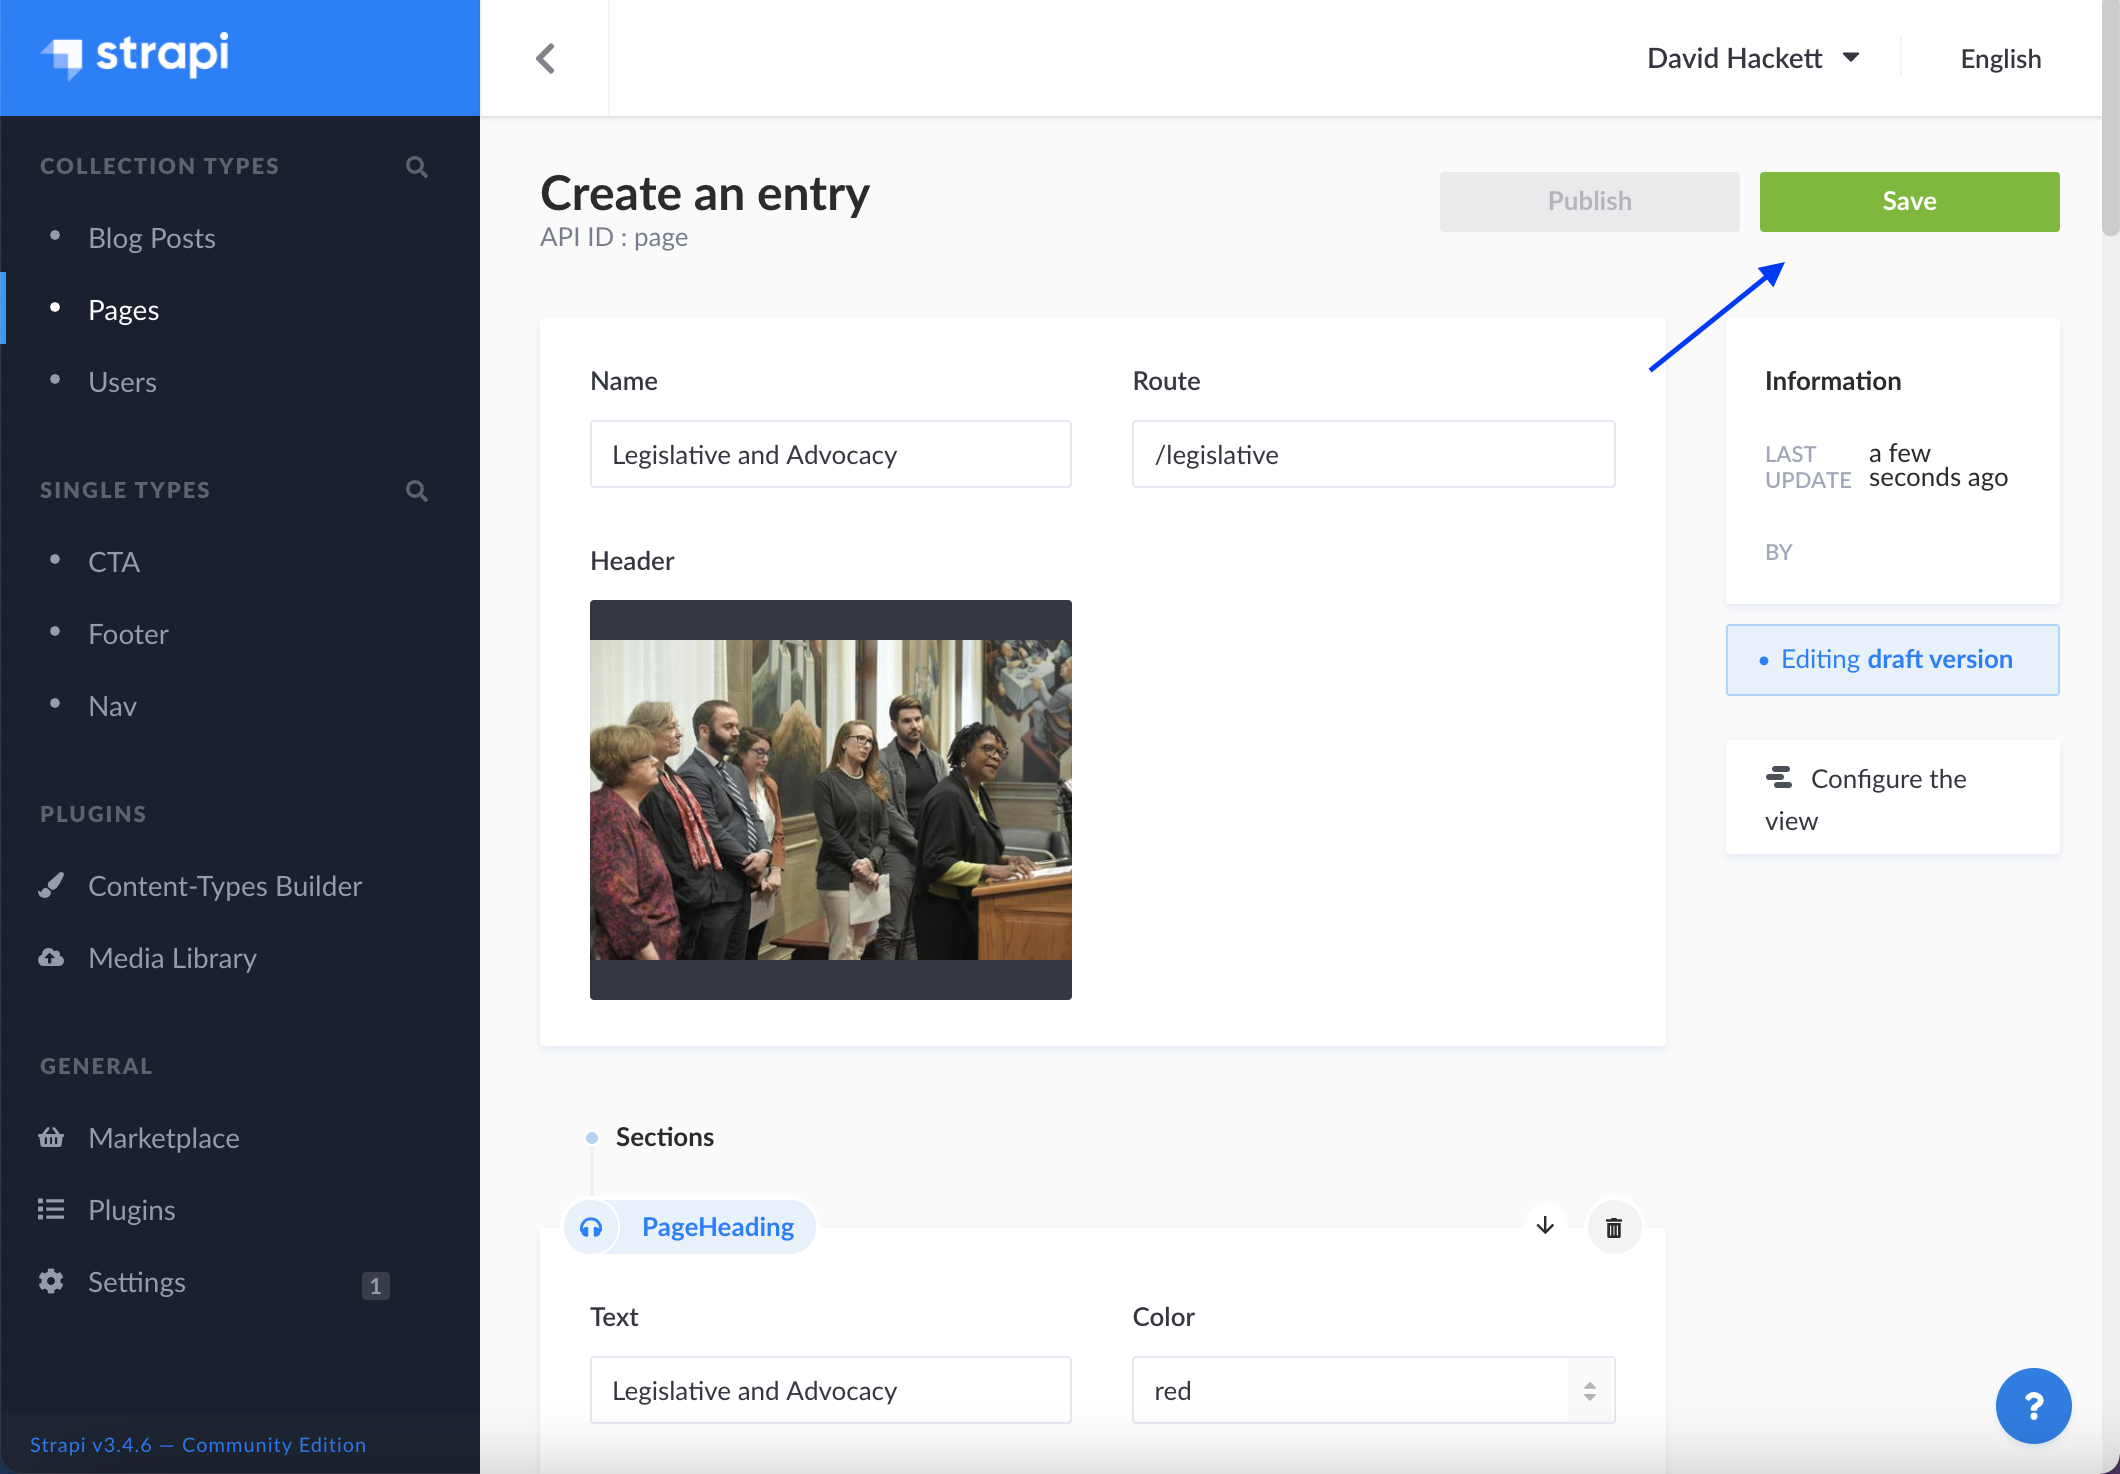 strapi
David Hackett
English
COLLECTION TYPES
Blog Posts
Pages
Users
SINGLE TYPES
CTA
Footer
Nav
PLUGINS
Content-Types Builder
Media Library
GENERAL
Marketplace
Plugins
Settings
1
Strapi v3.4.6 — Community Edition
Create an entry
API ID : page
Publish
Save
Name
Route
Legislative and Advocacy
/legislative
Header
Information
LAST UPDATE
a few seconds ago
BY
Editing draft version
Configure the
view
Sections
PageHeading
Text
Color
Legislative and Advocacy
red
?